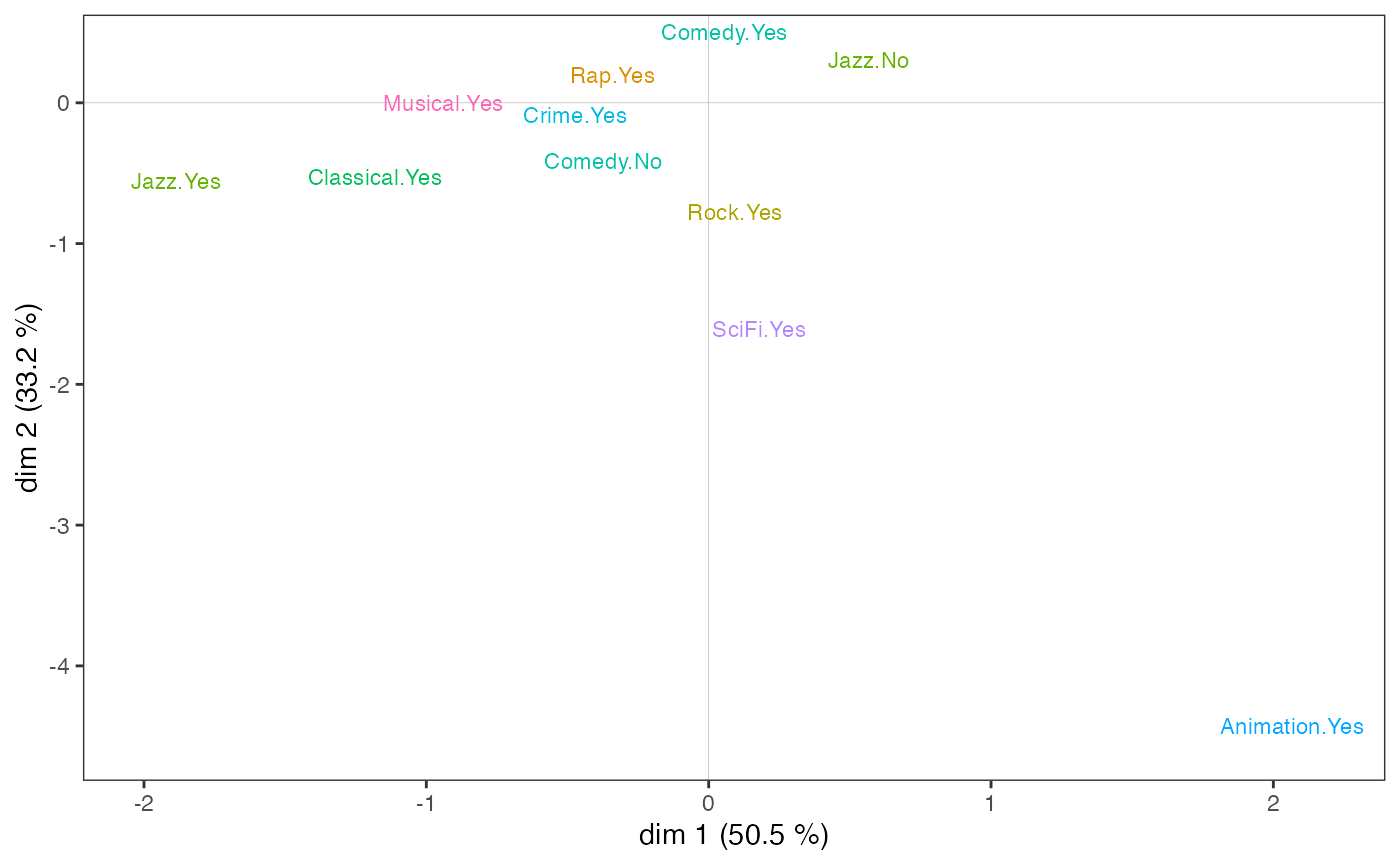 Comedy.Yes
Jazz.No
Rap.Yes
Musical.Yes
Crime.Yes
Comedy.No
Jazz.Yes
Classical.Yes
Rock.Yes
SciFi.Yes
Animation.Yes
0
-1
-2
-3
-4
dim 2 (33.2 %)
-2
-1
0
1
2
dim 1 (50.5 %)